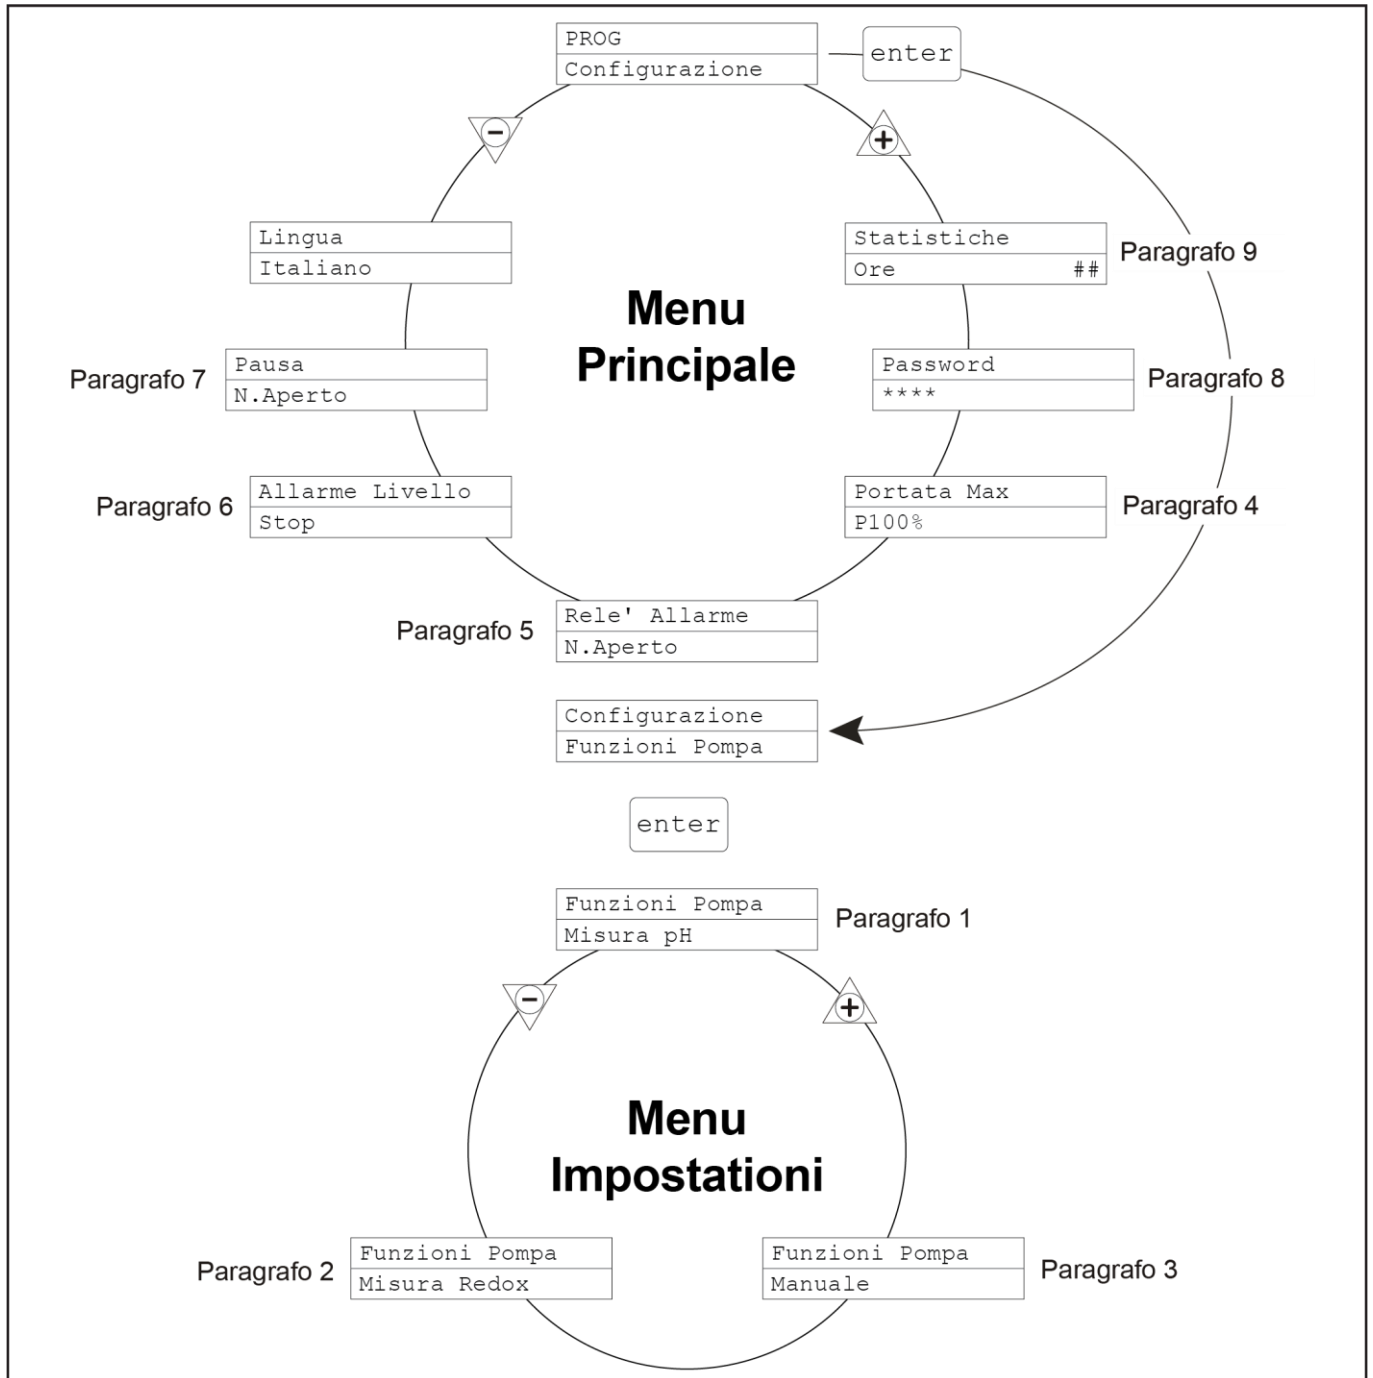 PROG
Configurazione
enter
−
+
Lingua
Italiano
Statistiche
Ore ##
Paragrafo 9
Menu
Principale
Paragrafo 7
Pausa
N.Aperto
Password
****
Paragrafo 8
Paragrafo 6
Allarme Livello
Stop
Portata Max
P100%
Paragrafo 4
Paragrafo 5
Rele' Allarme
N.Aperto
Configurazione
Funzioni Pompa
enter
Funzioni Pompa
Misura pH
Paragrafo 1
−
+
Menu
Impostationi
Paragrafo 2
Funzioni Pompa
Misura Redox
Funzioni Pompa
Manuale
Paragrafo 3